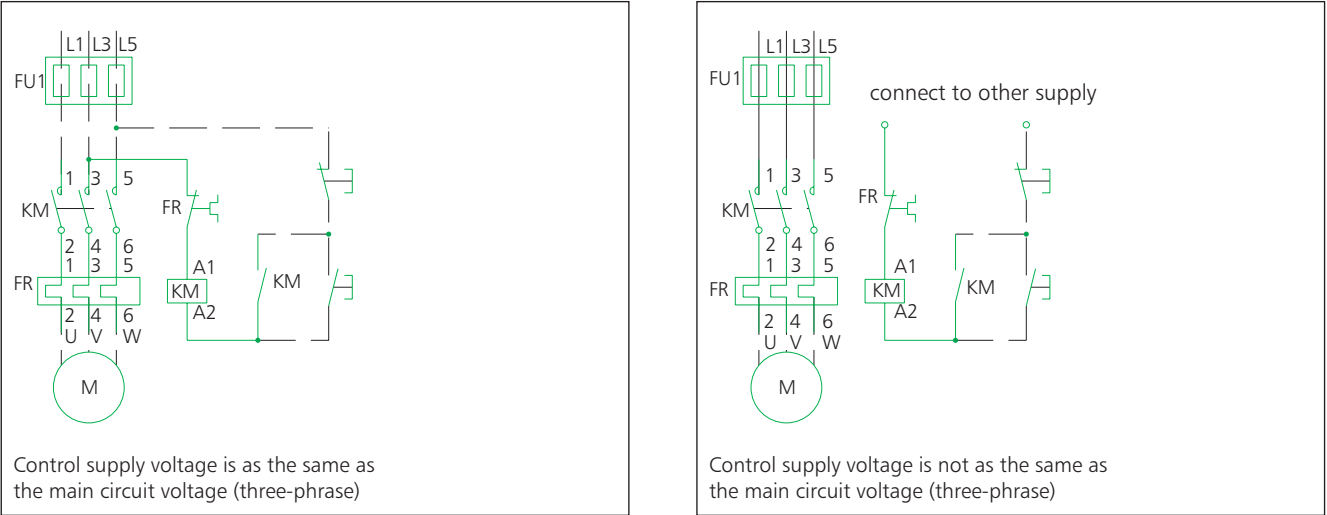 L1 L3 L5
FU1
1 3 5
KM
FR
2 4 6
1 3 5
FR
A1
KM
KM
A2
2 4 6
U V W
M
Control supply voltage is as the same as
the main circuit voltage (three-phrase)
L1 L3 L5
FU1
connect to other supply
1 3 5
FR
KM
2 4 6
1 3 5
FR
A1
KM
KM
A2
2 4 6
U V W
M
Control supply voltage is not as the same as
the main circuit voltage (three-phrase)